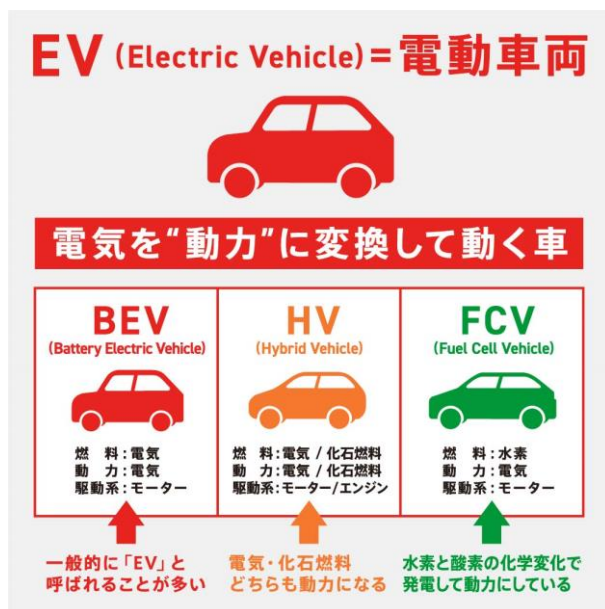 EV (Electric Vehicle)=電動車両
電気を“動力”に変換して動く車
BEV
(Battery Electric Vehicle)
燃　料:電気
動　力:電気
駆動系:モーター
一般的に「EV」と
呼ばれることが多い
HV
(Hybrid Vehicle)
燃　料:電気 / 化石燃料
動　力:電気 / 化石燃料
駆動系:モーター/エンジン
電気・化石燃料
どちらも動力になる
FCV
(Fuel Cell Vehicle)
燃　料:水素
動　力:電気
駆動系:モーター
水素と酸素の化学変化で
発電して動力にしている